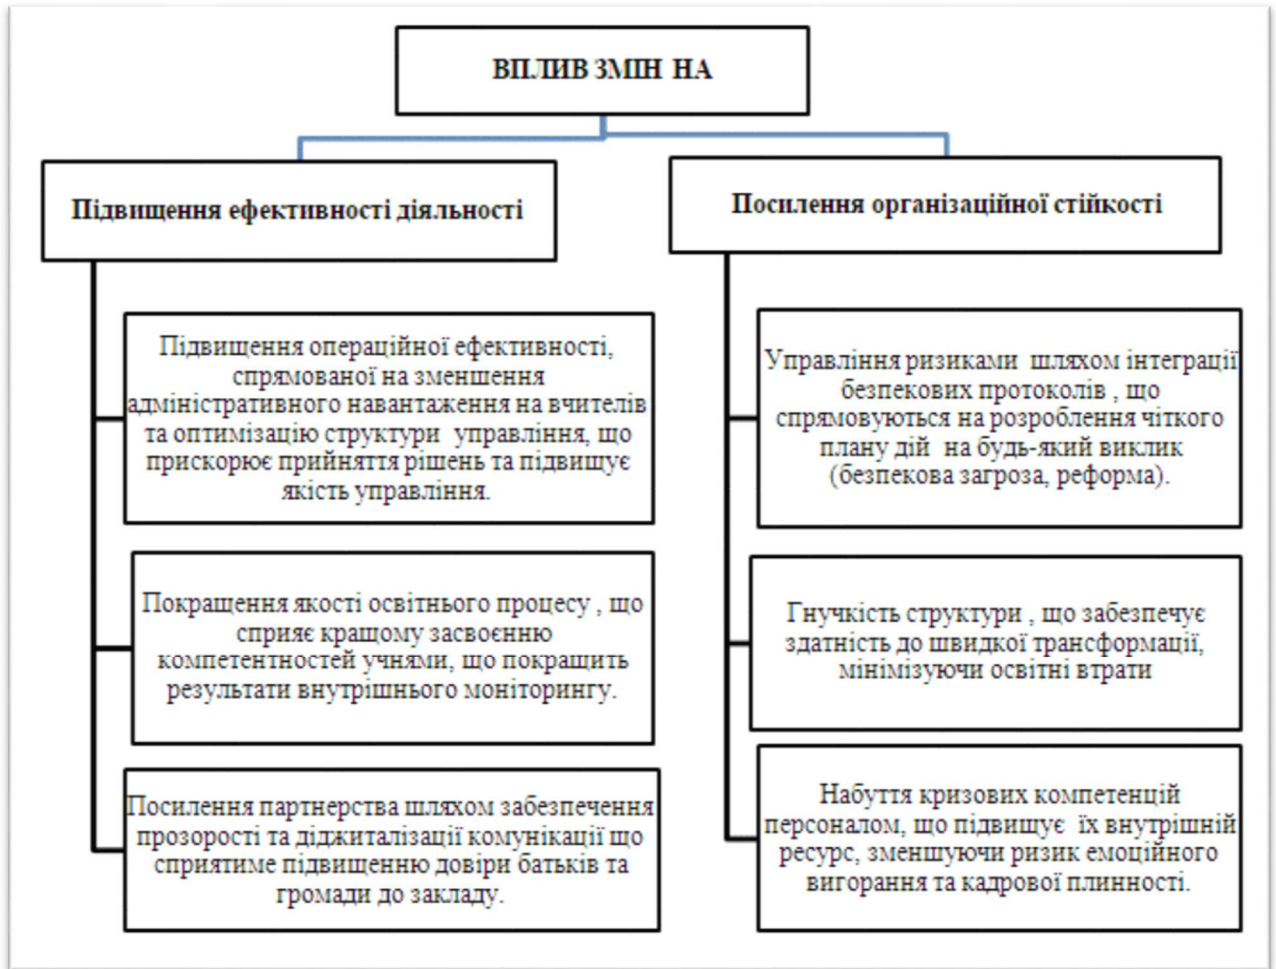 ВПЛИВ ЗМІН НА
Підвищення ефективності діяльності
Підвищення операційної ефективності,
спрямованої на зменшення
адміністративного навантаження на вчителів
та оптимізацію структури управління, що
прискорює прийняття рішень та підвищує
якість управління.
Покращення якості освітнього процесу , що
сприяє кращому засвоєнню
компетентностей учнями, що покращить
результати внутрішнього моніторингу.
Посилення партнерства шляхом забезпечення
прозорості та діджиталізації комунікації що
сприятиме підвищенню довіри батьків та
громади до закладу.
Посилення організаційної стійкості
Управління ризиками шляхом інтеграції
безпекових протоколів , що
спрямовуються на розроблення чіткого
плану дій на будь-який виклик
(безпекова загроза, реформа).
Гнучкість структури , що забезпечує
здатність до швидкої трансформації,
мінімізуючи освітні втрати
Набуття кризових компетенцій
персоналом, що підвищує їх внутрішній
ресурс, зменшуючи ризик емоційного
вигорання та кадрової плинності.